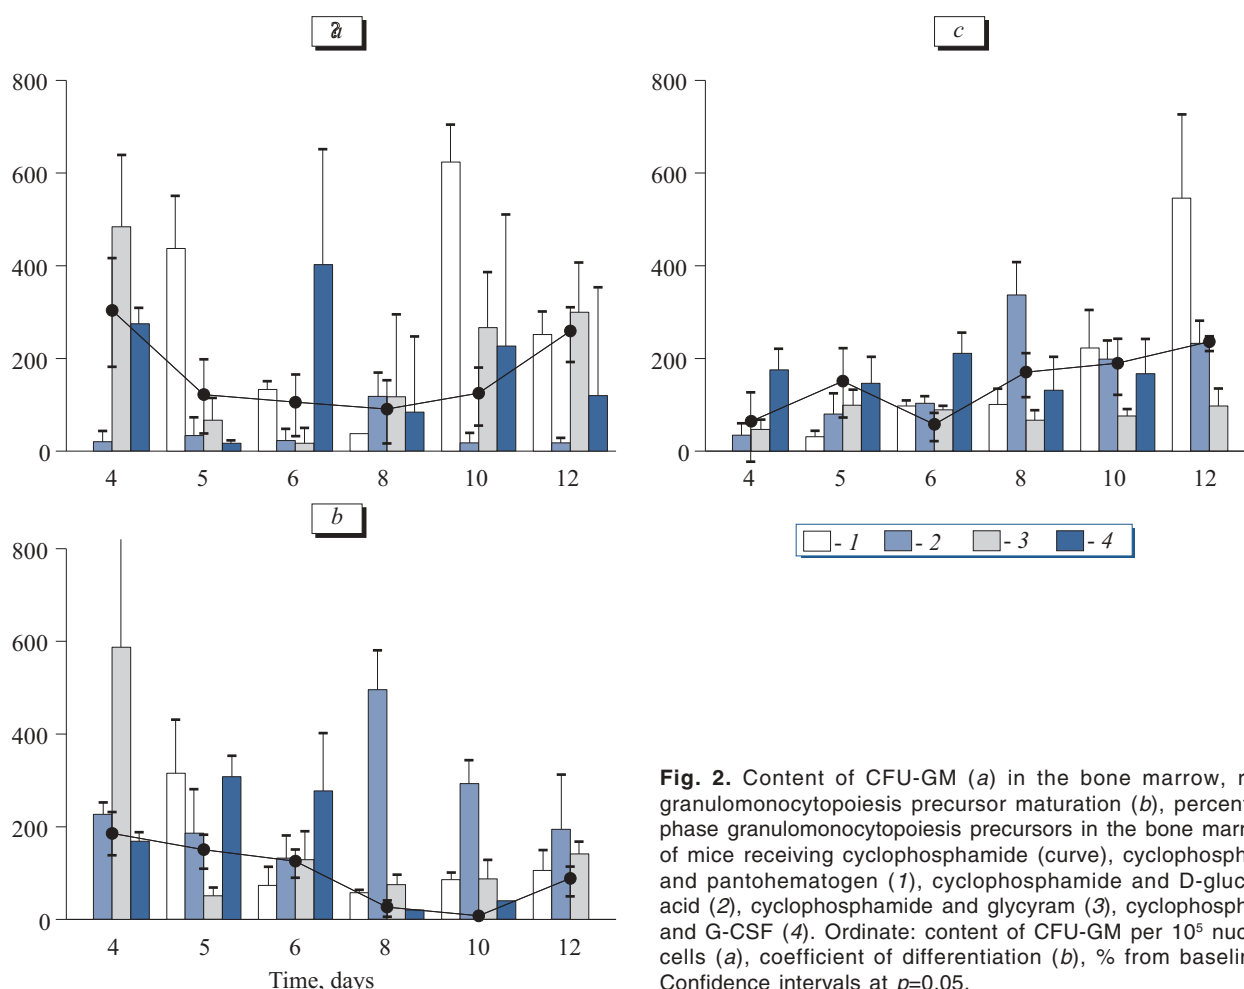 a
800
600
400
200
0
4 5 6 8 10 12
c
800
600
400
200
0
4 5 6 8 10 12
b
800
600
400
200
0
4 5 6 8 10 12
Time, days
- 1 - 2 - 3 - 4
Fig. 2. Content of CFU-GM (a) in the bone marrow,
granulomonocytopoiesis precursor maturation (b), percent
phase granulomonocytopoiesis precursors in the bone marr
of mice receiving cyclophosphamide (curve), cyclophosph
and pantohematogen (1), cyclophosphamide and D-gluc
acid (2), cyclophosphamide and glycyram (3), cyclophosph
and G-CSF (4). Ordinate: content of CFU-GM per 10⁵ nuc
cells (a), coefficient of differentiation (b), % from baselin
Confidence intervals at p=0.05.